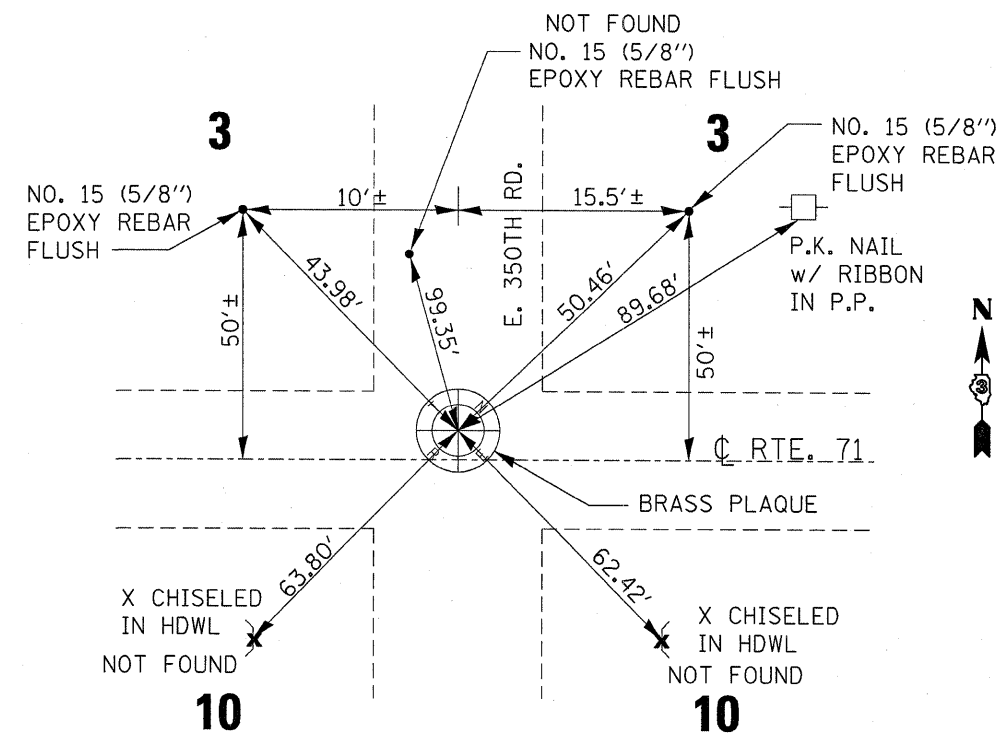 NOT FOUND
NO. 15 (5/8")
EPOXY REBAR FLUSH
3
3
NO. 15 (5/8")
EPOXY REBAR
FLUSH
NO. 15 (5/8")
EPOXY REBAR
FLUSH
10'±
15.5'±
E. 350TH RD.
P.K. NAIL
w/ RIBBON
IN P.P.
43.98'
99.35'
50.46'
89.68'
50'±
50'±
N
3
℄ RTE. 71
BRASS PLAQUE
63.80'
62.42'
X CHISELED
IN HDWL
NOT FOUND
X
X
X CHISELED
IN HDWL
NOT FOUND
10
10